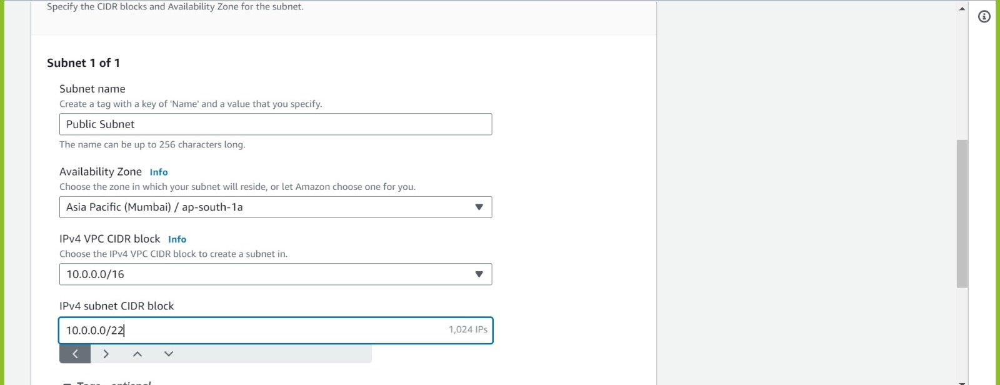 Specify the CIDR blocks and Availability Zone for the subnet.
Subnet 1 of 1
Subnet name
Create a tag with a key of 'Name' and a value that you specify.
Public Subnet
The name can be up to 256 characters long.
Availability Zone Info
Choose the zone in which your subnet will reside, or let Amazon choose one for you.
Asia Pacific (Mumbai) / ap-south-1a
IPv4 VPC CIDR block Info
Choose the IPv4 VPC CIDR block to create a subnet in.
10.0.0.0/16
IPv4 subnet CIDR block
10.0.0.0/22 1,024 IPs
Tags - optional